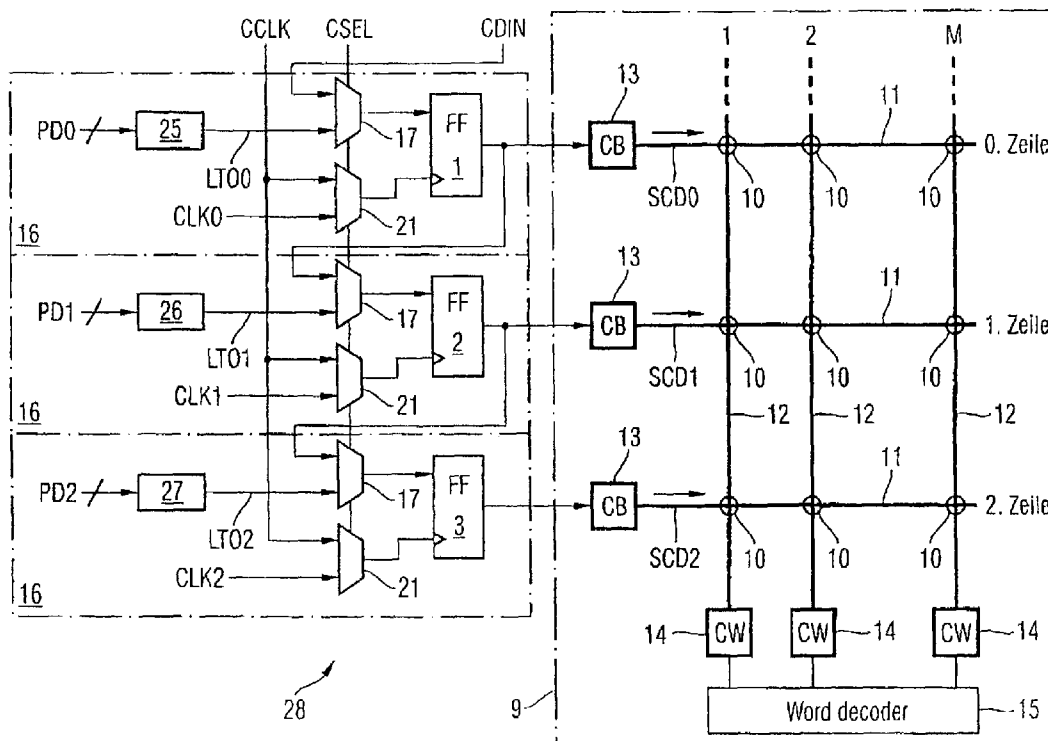 CCLK CSEL CDIN
1 2 M
13
PD0 25 17 FF 1 CB 11 0. Zeile
LT00 SCD0 10 10 10
CLK0 21
16
13
PD1 26 17 FF 2 CB 11 1. Zeile
LT01 SCD1 10 10 10
CLK1 21 12 12 12
16
13
PD2 27 17 FF 3 CB 11 2. Zeile
LT02 SCD2 10 10 10
CLK2 21
16
14 CW CW 14 CW 14
28 9 Word decoder 15